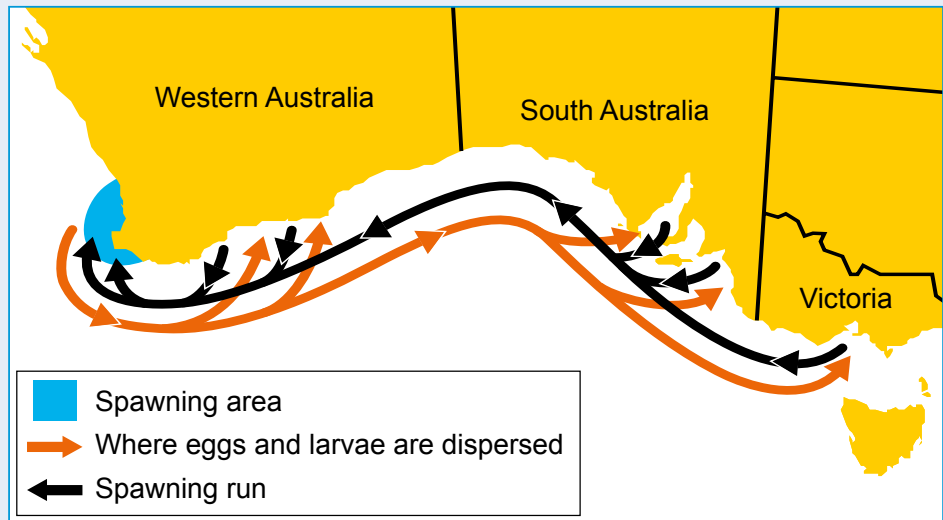 Western Australia
South Australia
Victoria
Spawning area
Where eggs and larvae are dispersed
Spawning run